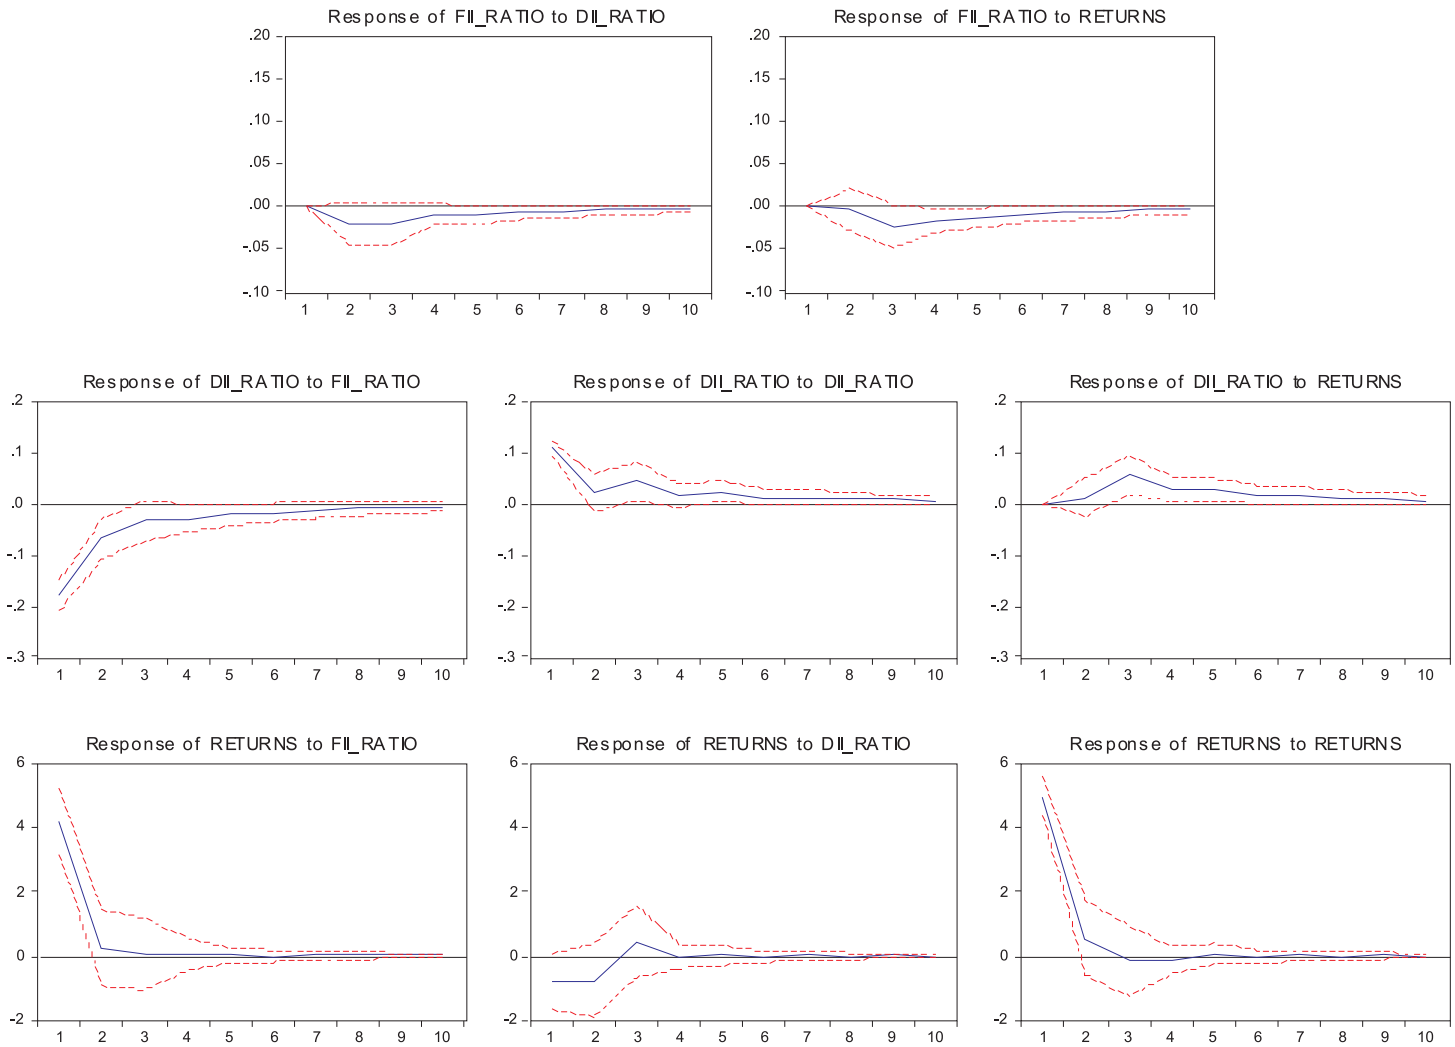 Response of FII_RATIO to DII_RATIO
.20
.15
.10
.05
.00
-.05
-.10
1 2 3 4 5 6 7 8 9 10
Response of FII_RATIO to RETURNS
.20
.15
.10
.05
.00
-.05
-.10
1 2 3 4 5 6 7 8 9 10
Response of DII_RATIO to FII_RATIO
.2
.1
.0
-.1
-.2
-.3
1 2 3 4 5 6 7 8 9 10
Response of DII_RATIO to DII_RATIO
.2
.1
.0
-.1
-.2
-.3
1 2 3 4 5 6 7 8 9 10
Response of DII_RATIO to RETURNS
.2
.1
.0
-.1
-.2
-.3
1 2 3 4 5 6 7 8 9 10
Response of RETURNS to FII_RATIO
6
4
2
0
-2
1 2 3 4 5 6 7 8 9 10
Response of RETURNS to DII_RATIO
6
4
2
0
-2
1 2 3 4 5 6 7 8 9 10
Response of RETURNS to RETURNS
6
4
2
0
-2
1 2 3 4 5 6 7 8 9 10